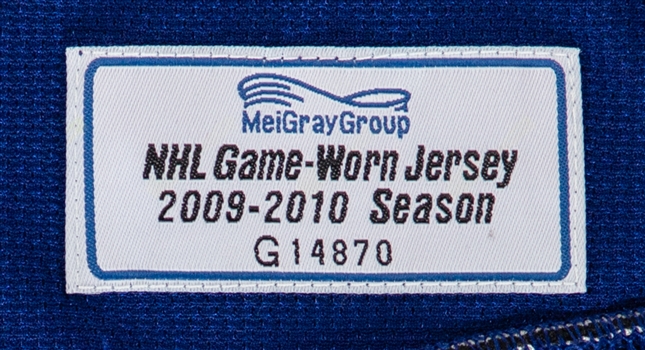 MeiGrayGroup
NHL Game-Worn Jersey
2009-2010 Season
G14870